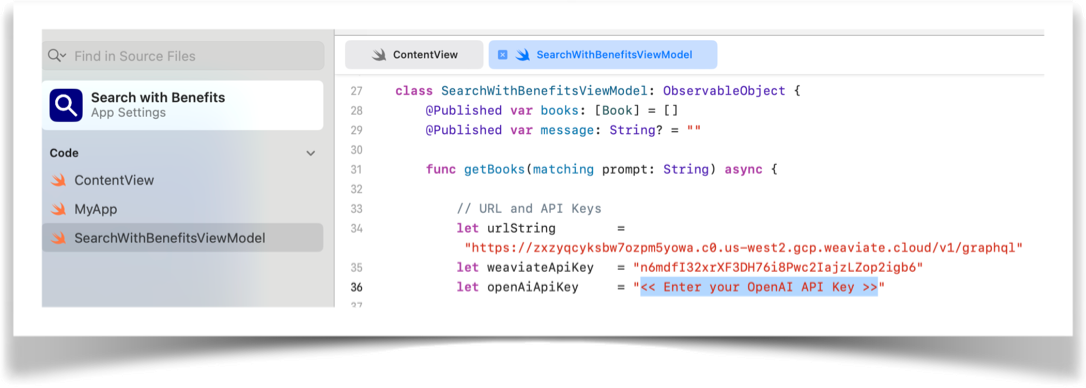 Find in Source Files
Search with Benefits
App Settings
Code
ContentView
MyApp
SearchWithBenefitsViewModel
ContentView
SearchWithBenefitsViewModel
27 class SearchWithBenefitsViewModel: ObservableObject {
28 @Published var books: [Book] = []
29 @Published var message: String? = ""
30
31 func getBooks(matching prompt: String) async {
32
33 // URL and API Keys
34 let urlString =
"https://zxzyqcyksbw7ozpm5yowa.c0.us-west2.gcp.weaviate.cloud/v1/graphql"
35 let weaviateApiKey = "n6mdfI32xrXF3DH76i8Pwc2IajzLZop2igb6"
36 let openAiApiKey = "<< Enter your OpenAI API Key >>"
37